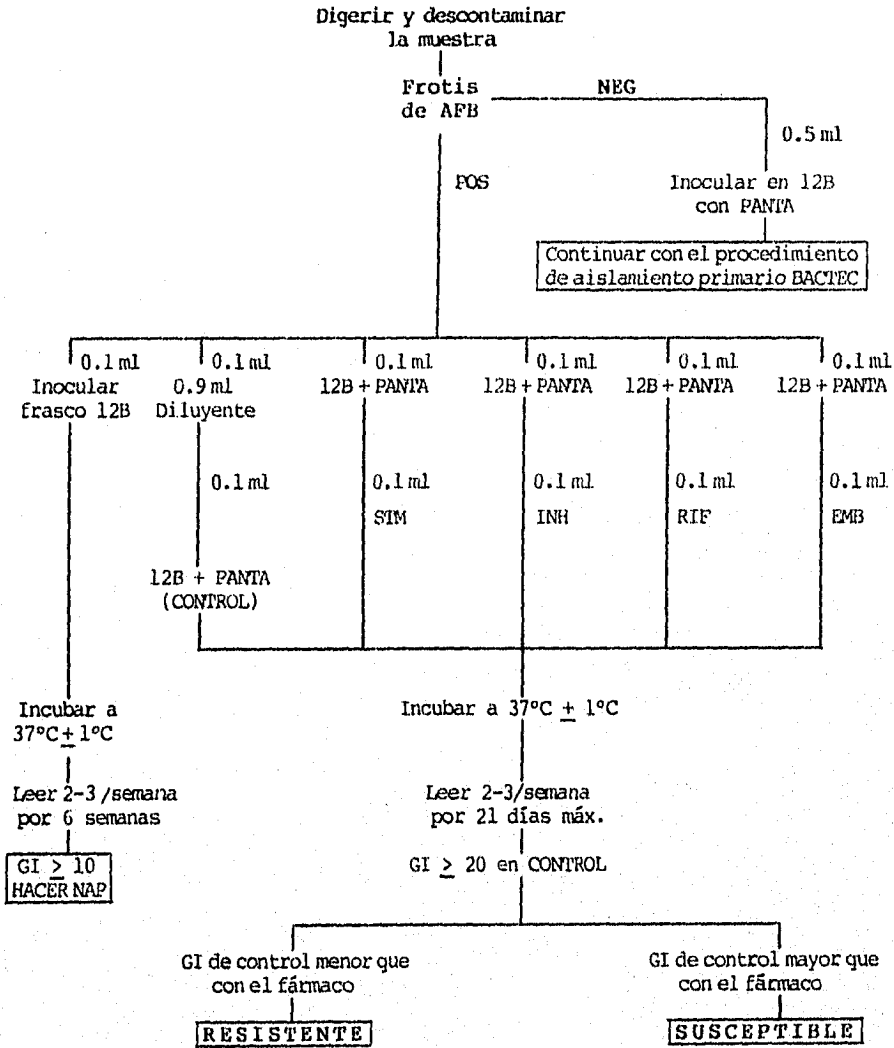 Digerir y descontaminar
la muestra
Frotis
de AFB
NEG
0.5 ml
POS
Inocular en 12B
con PANTA
Continuar con el procedimiento
de aislamiento primario BACTEC
0.1 ml
Inocular
frasco 12B
0.1 ml
0.9 ml
Diluyente
0.1 ml
12B + PANTA
0.1 ml
12B + PANTA
0.1 ml
12B + PANTA
0.1 ml
12B + PANTA
0.1 ml
0.1 ml
STM
0.1 ml
INH
0.1 ml
RIF
0.1 ml
EMB
12B + PANTA
(CONTROL)
Incubar a
37ºC ± 1ºC
Incubar a 37ºC ± 1ºC
Leer 2-3 /semana
por 6 semanas
Leer 2-3/semana
por 21 días máx.
GI ≥ 10
HACER NAP
GI ≥ 20 en CONTROL
GI de control menor que
con el fármaco
GI de control mayor que
con el fármaco
RESISTENTE
SUSCEPTIBLE